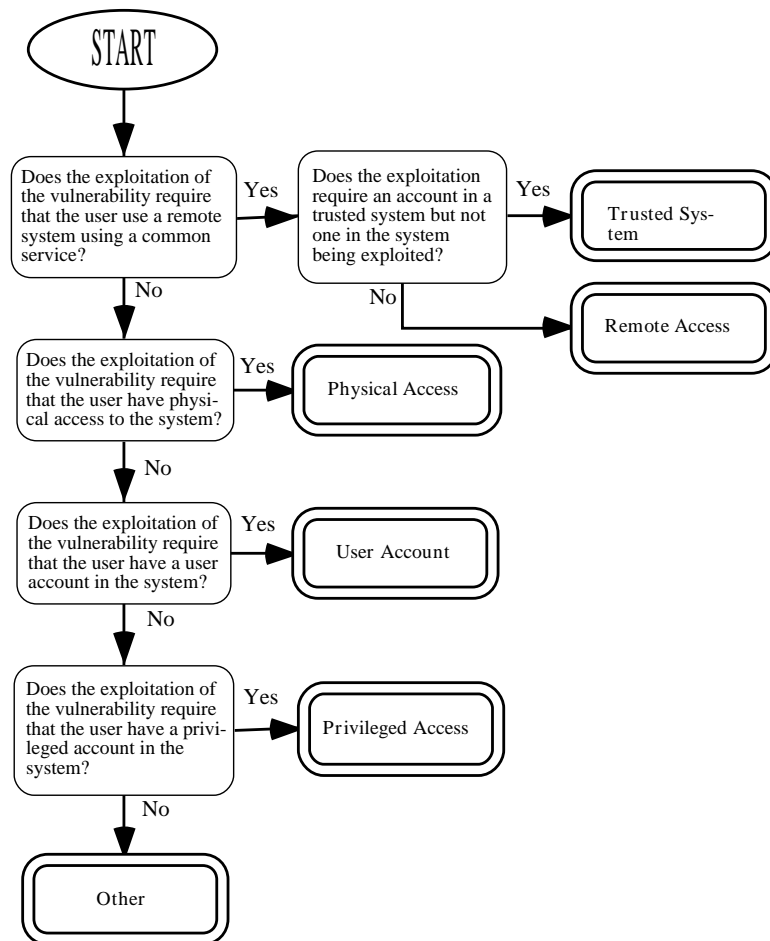 START
Does the exploitation of
the vulnerability require
that the user use a remote
system using a common
service?
Yes
Does the exploitation
require an account in a
trusted system but not
one in the system
being exploited?
Yes
Trusted Sys-
tem
No
No
Remote Access
Does the exploitation of
the vulnerability require
that the user have physi-
cal access to the system?
Yes
Physical Access
No
Does the exploitation of
the vulnerability require
that the user have a user
account in the system?
Yes
User Account
No
Does the exploitation of
the vulnerability require
that the user have a privi-
leged account in the
system?
Yes
Privileged Access
No
Other